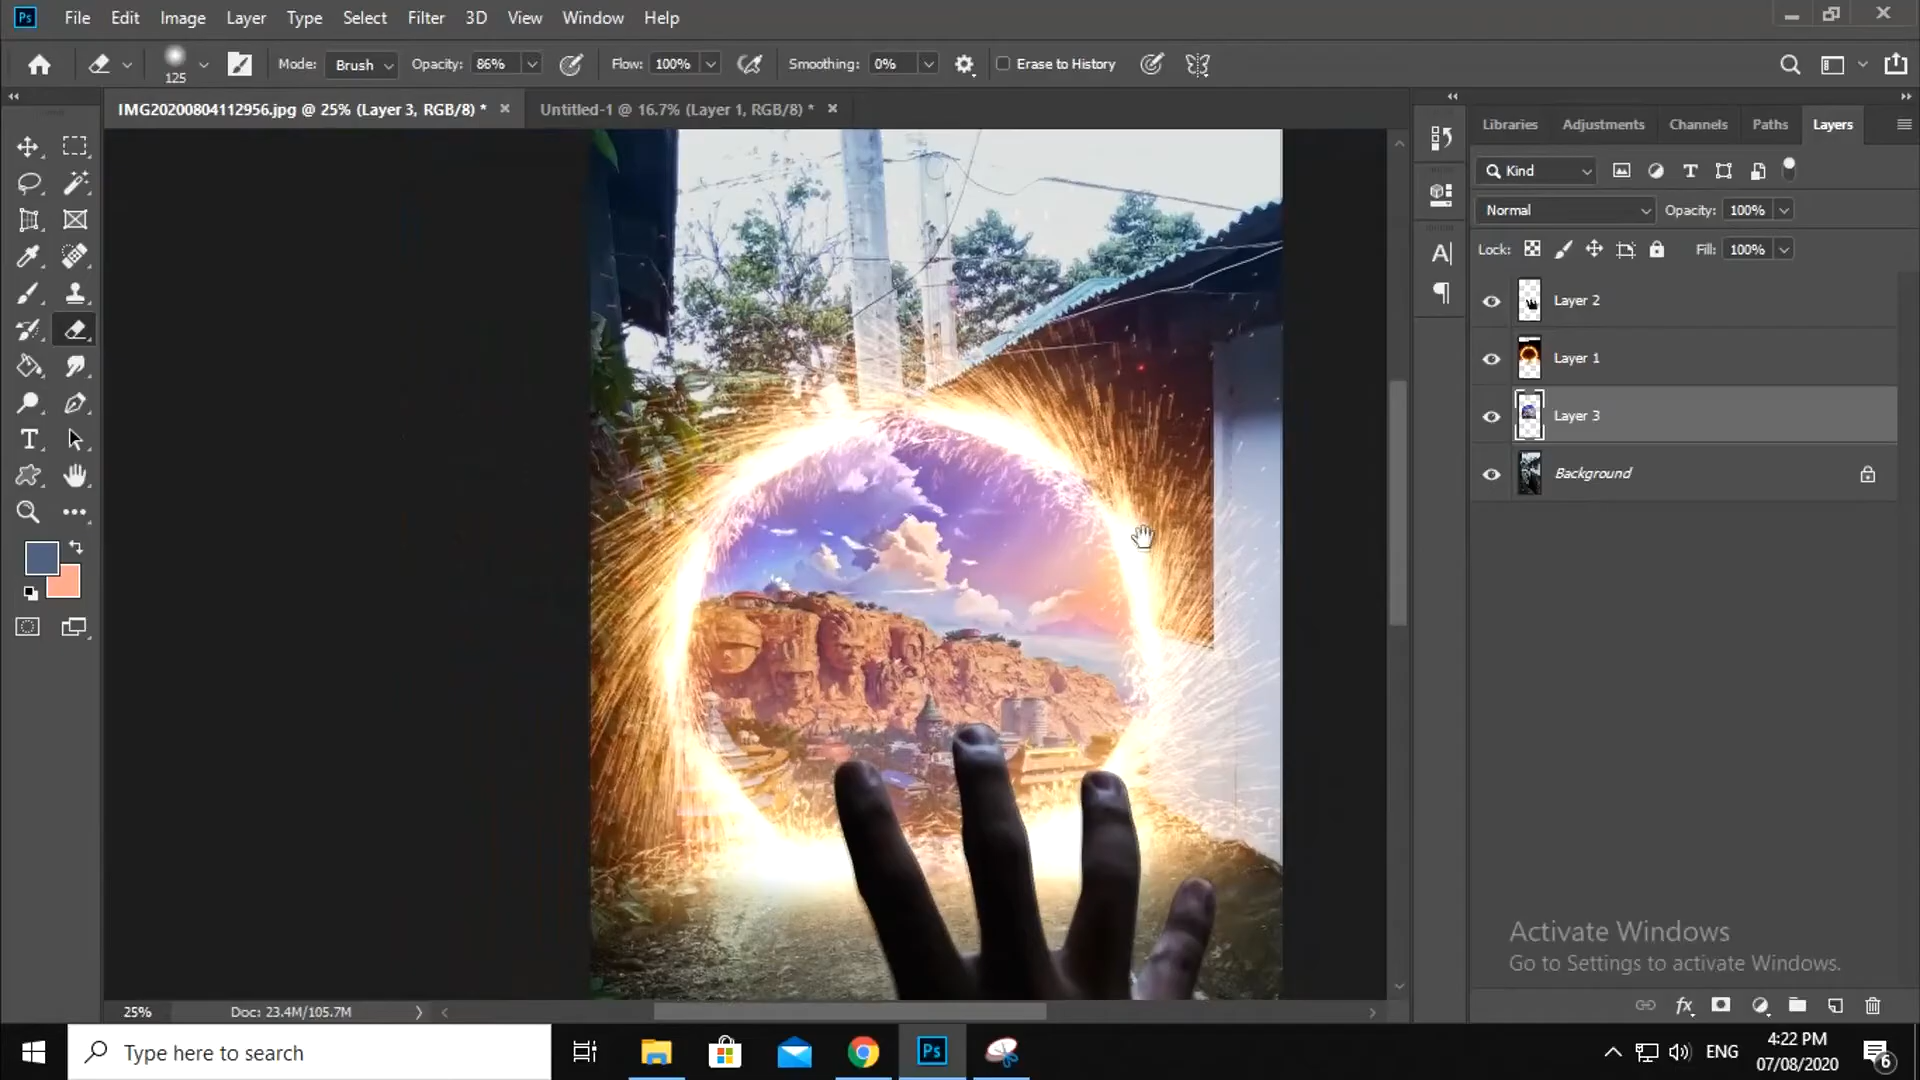 Ps File Edit Image Layer Type Select Filter 3D View Window Help
125 Mode: Brush Opacity: 86% Flow: 100% Smoothing: 0% Erase to History
IMG20200804112956.jpg @ 25% (Layer 3, RGB/8) * Untitled-1 @ 16.7% (Layer 1, RGB/8) *
Libraries Adjustments Channels Paths Layers
Kind
Normal Opacity: 100%
Lock: Fill: 100%
Layer 2
Layer 1
Layer 3
Background
Activate Windows
Go to Settings to activate Windows.
25% Doc: 23.4M/105.7M
Type here to search
Ps
ENG
4:22 PM
07/08/2020
6